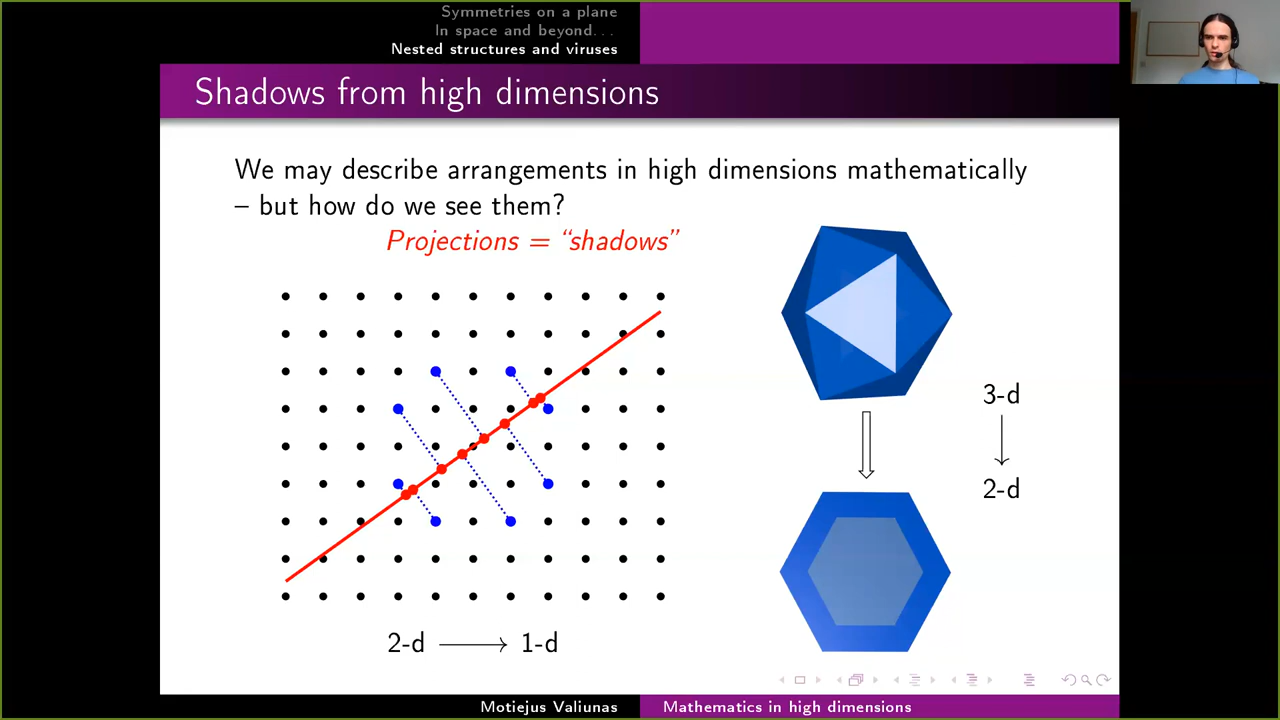 Symmetries on a plane
In space and beyond...
Nested structures and viruses
Shadows from high dimensions
We may describe arrangements in high dimensions mathematically
– but how do we see them?
Projections = “shadows”
3-d
2-d
2-d ⟶ 1-d
Motiejus Valiunas
Mathematics in high dimensions